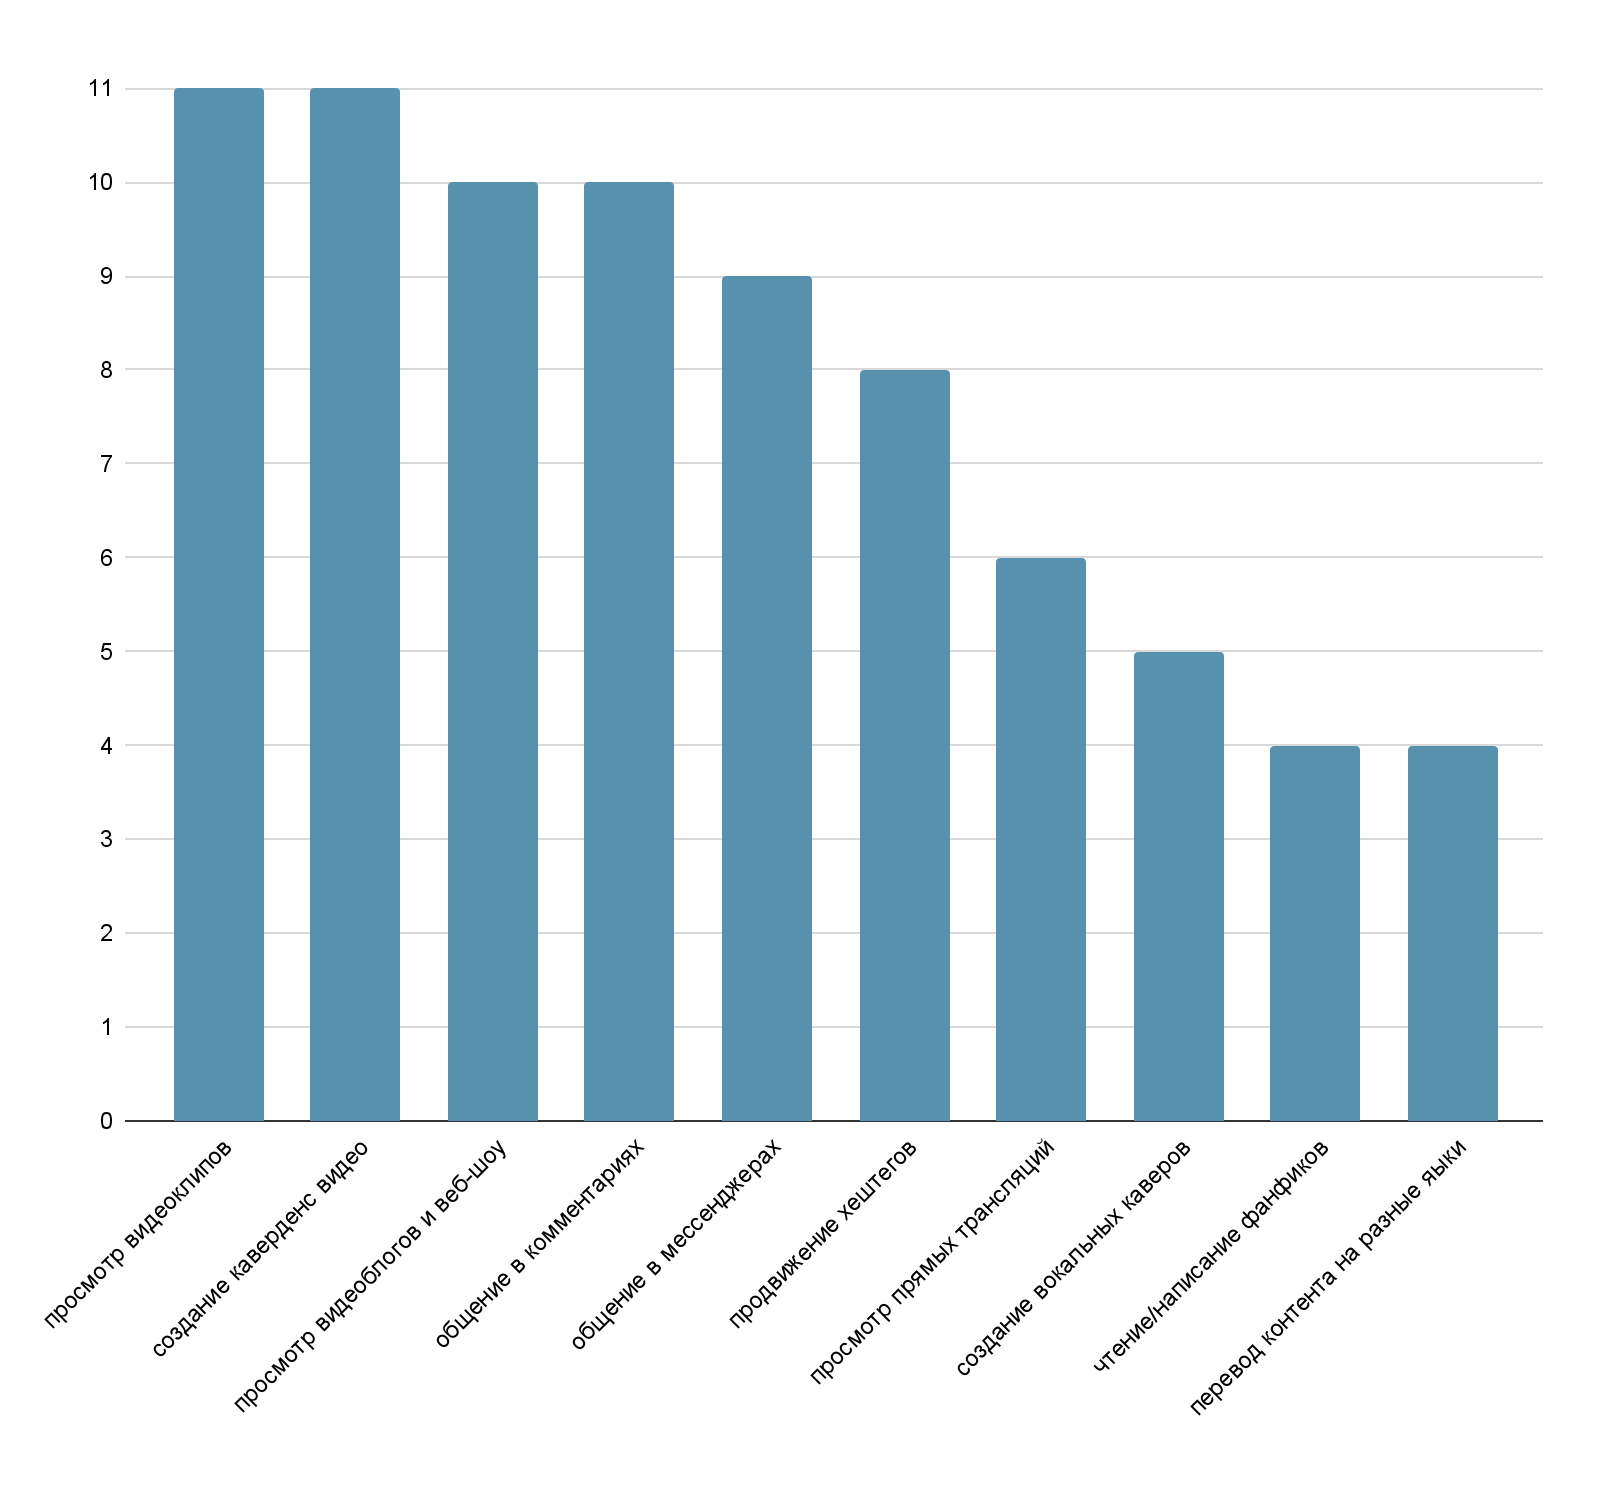 11
10
9
8
7
6
5
4
3
2
1
0
просмотр видеоклипов
создание каверденс видео
просмотр видеоблогов и веб-шоу
общение в комментариях
общение в мессенджерах
продвижение хештегов
просмотр прямых трансляций
создание вокальных каверов
чтение/написание фанфиков
перевод контента на разные языки